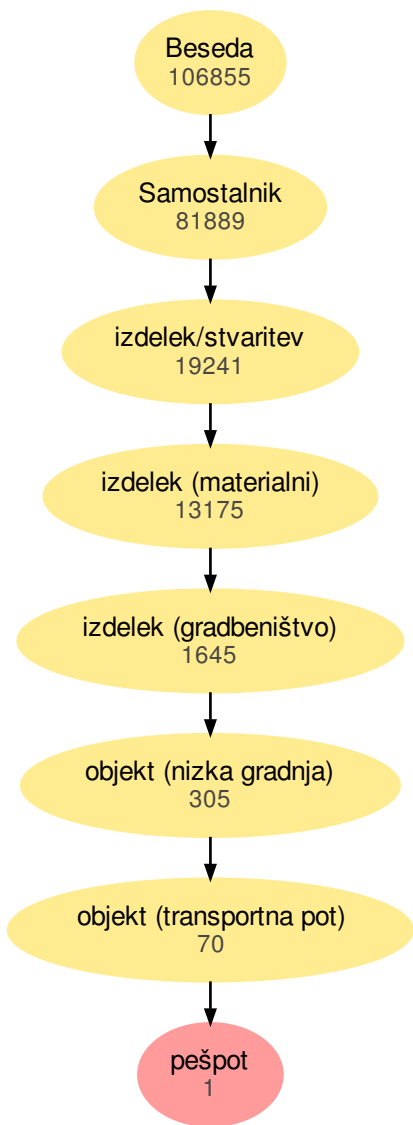 Beseda
106855
Samostalnik
81889
izdelek/stvaritev
19241
izdelek (materialni)
13175
izdelek (gradbeništvo)
1645
objekt (nizka gradnja)
305
objekt (transportna pot)
70
pešpot
1